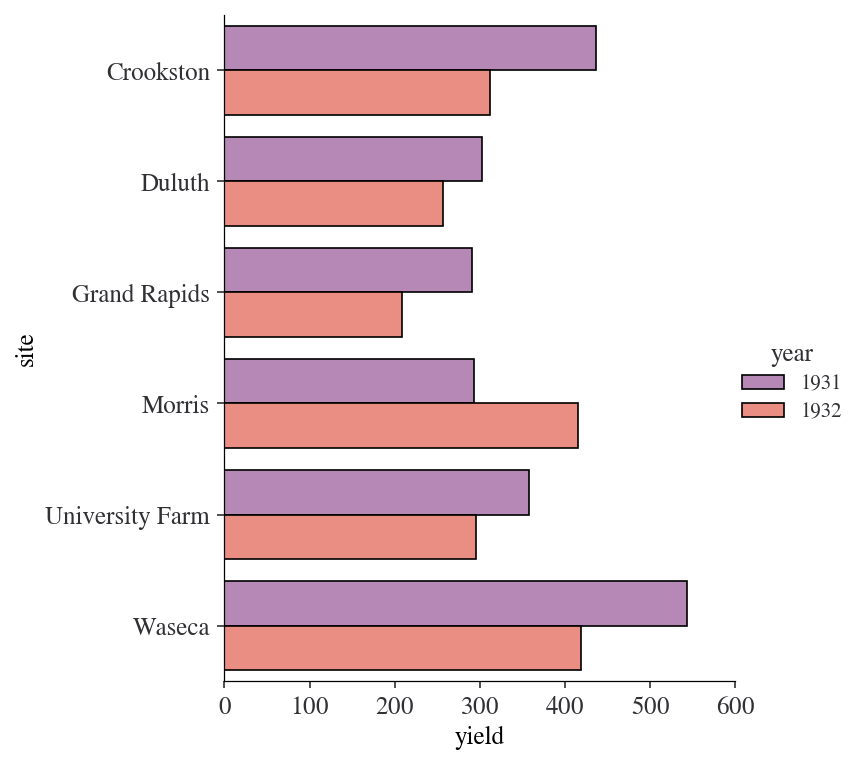 Crookston
Duluth
Grand Rapids
Morris
University Farm
Waseca
site
0 100 200 300 400 500 600
yield
year
1931
1932